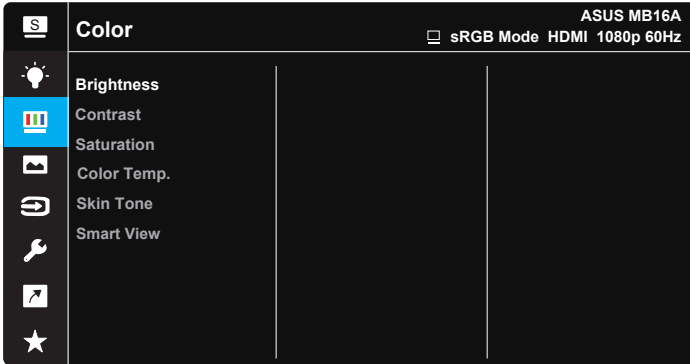 S
Color
ASUS MB16A
sRGB Mode HDMI 1080p 60Hz
Brightness
Contrast
Saturation
Color Temp.
Skin Tone
Smart View